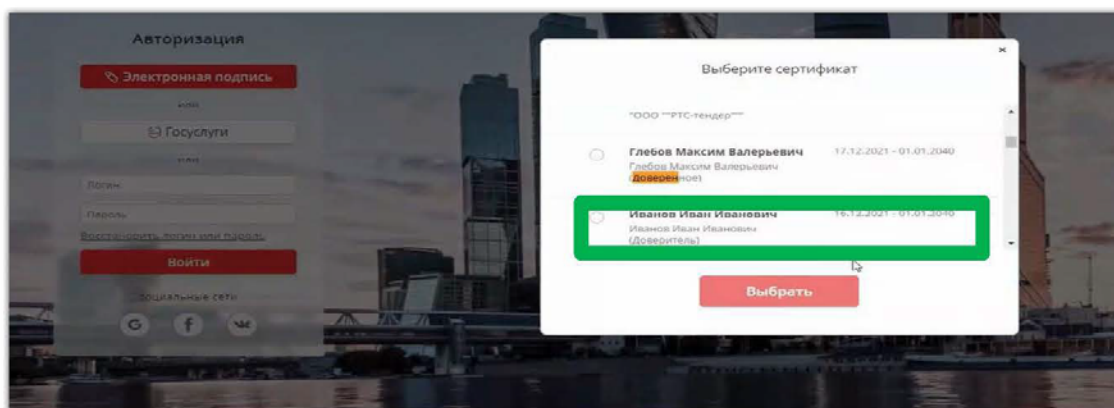 Авторизация
Электронная подпись
или
Госуслуги
или
Логин
Пароль
Восстановить логин или пароль
Войти
Социальные сети
G f
Выберите сертификат
"ООО ""РТС-тендер"""
Глебов Максим Валерьевич 17.12.2021 - 01.01.2040
Глебов Максим Валерьевич
(Доверенное)
Иванов Иван Иванович 16.12.2021 - 01.01.2040
Иванов Иван Иванович
(Доверитель)
Выбрать